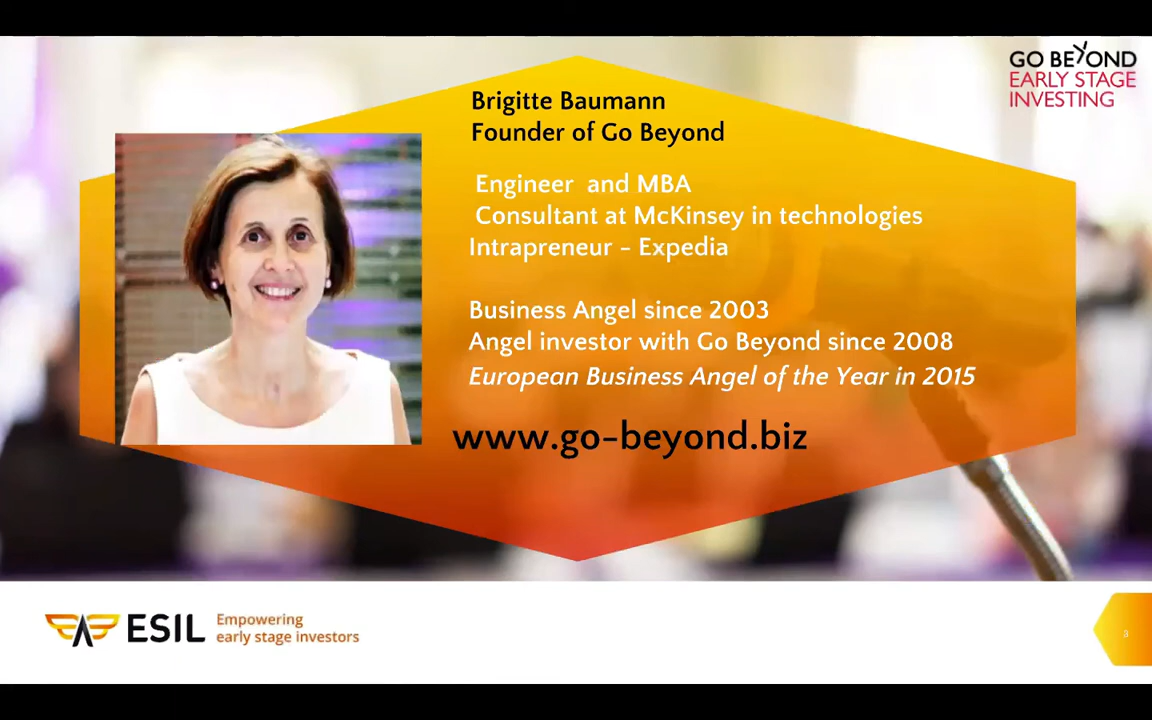 GO BEYOND
EARLY STAGE
INVESTING
Brigitte Baumann
Founder of Go Beyond
Engineer and MBA
Consultant at McKinsey in technologies
Intrapreneur – Expedia
Business Angel since 2003
Angel investor with Go Beyond since 2008
European Business Angel of the Year in 2015
www.go-beyond.biz
ESIL
Empowering
early stage investors